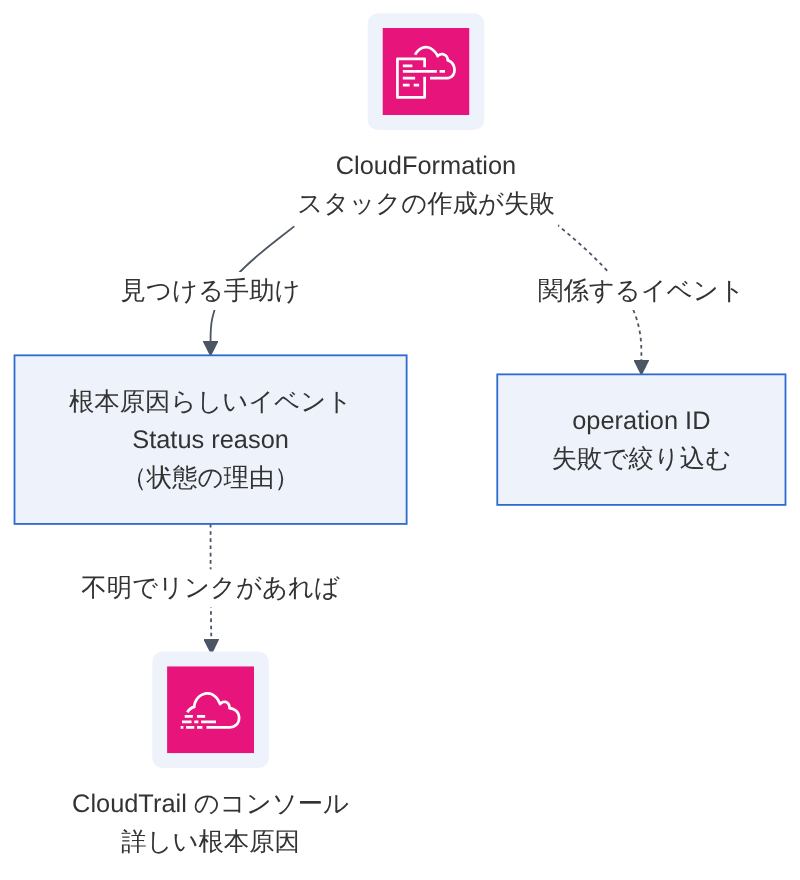 CloudFormation
スタックの作成が失敗
見つける手助け
関係するイベント
根本原因らしいイベント
Status reason
（状態の理由）
operation ID
失敗で絞り込む
不明でリンクがあれば
CloudTrail のコンソール
詳しい根本原因